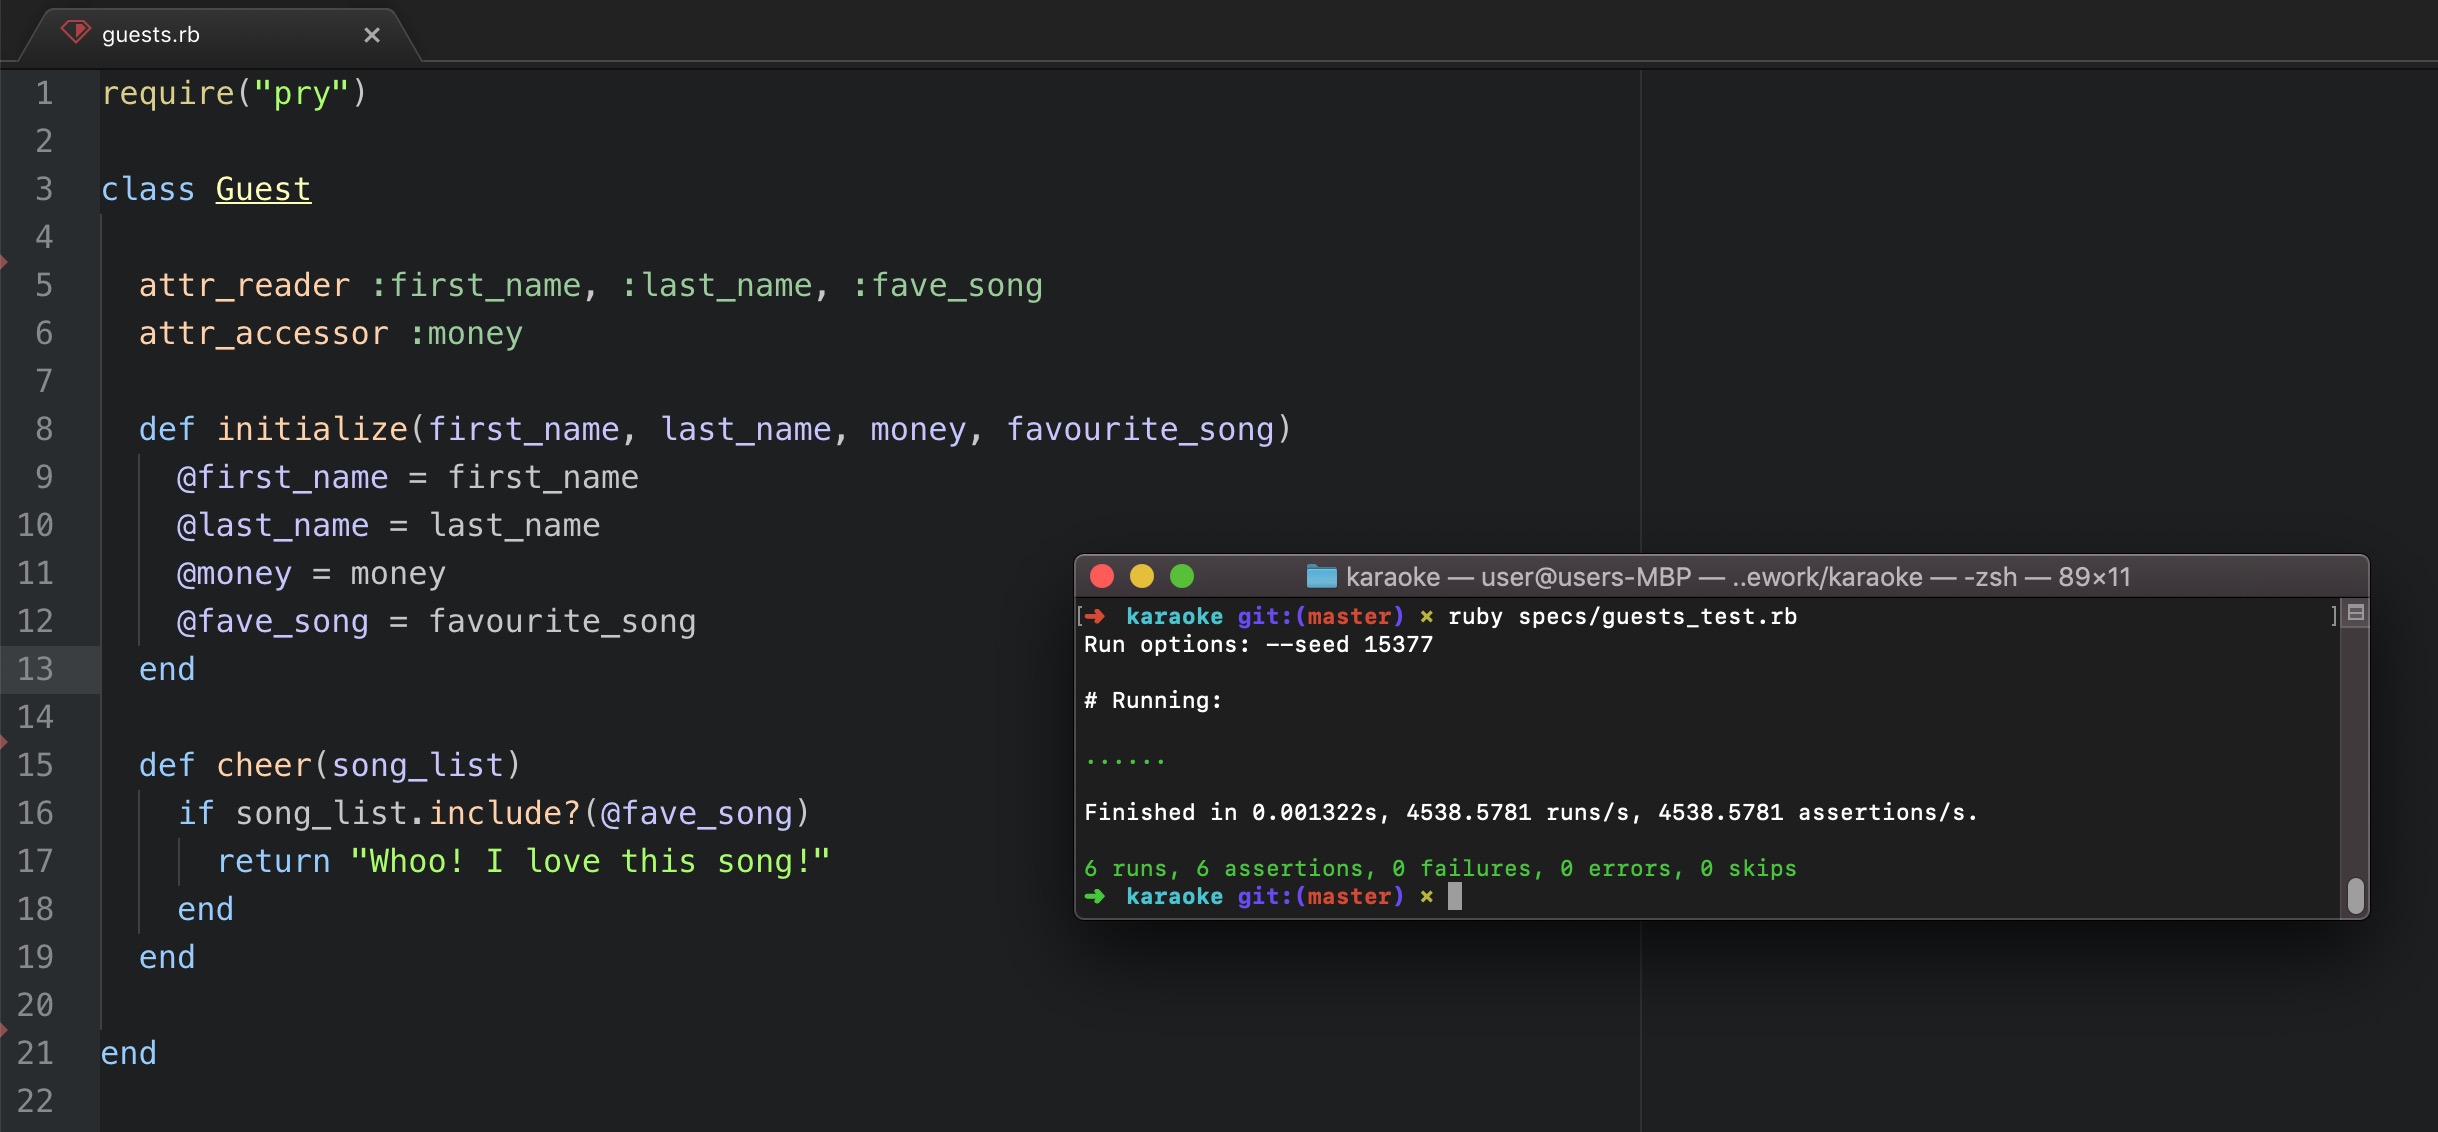 guests.rb ×
1 require("pry")
2
3 class Guest
4
5 attr_reader :first_name, :last_name, :fave_song
6 attr_accessor :money
7
8 def initialize(first_name, last_name, money, favourite_song)
9 @first_name = first_name
10 @last_name = last_name
11 @money = money
12 @fave_song = favourite_song
13 end
14
15 def cheer(song_list)
16 if song_list.include?(@fave_song)
17 return "Whoo! I love this song!"
18 end
19 end
20
21 end
22
karaoke — user@users-MBP — ..ework/karaoke — -zsh — 89×11
[➜ karaoke git:(master) × ruby specs/guests_test.rb ]
Run options: --seed 15377
# Running:
......
Finished in 0.001322s, 4538.5781 runs/s, 4538.5781 assertions/s.
6 runs, 6 assertions, 0 failures, 0 errors, 0 skips
➜ karaoke git:(master) ×